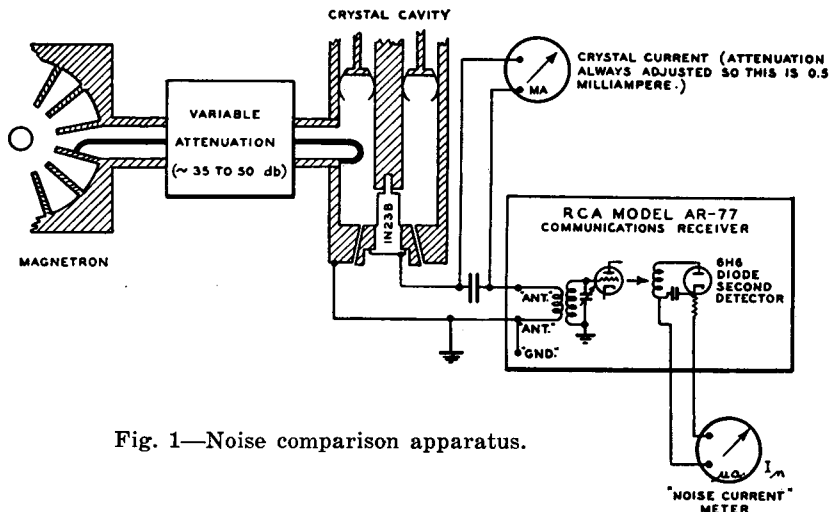 CRYSTAL CAVITY
VARIABLE
ATTENUATION
(~ 35 TO 50 db)
MAGNETRON
IN23B
MA
CRYSTAL CURRENT (ATTENUATION
ALWAYS ADJUSTED SO THIS IS 0.5
MILLIAMPERE.)
RCA MODEL AR-77
COMMUNICATIONS RECEIVER
6H6
DIODE
SECOND
DETECTOR
"ANT."
"ANT."
"GND."
μa.
In
"NOISE CURRENT"
METER
Fig. 1—Noise comparison apparatus.